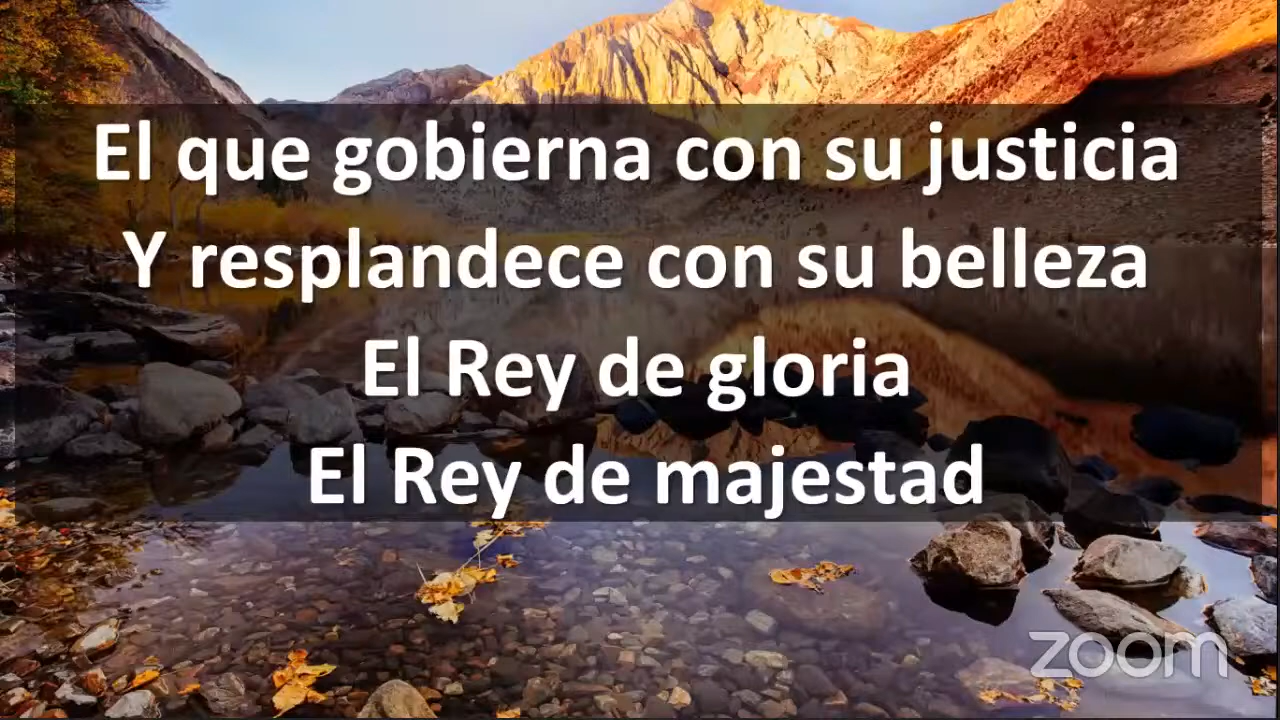 El que gobierna con su justicia
Y resplandece con su belleza
El Rey de gloria
El Rey de majestad
zoom